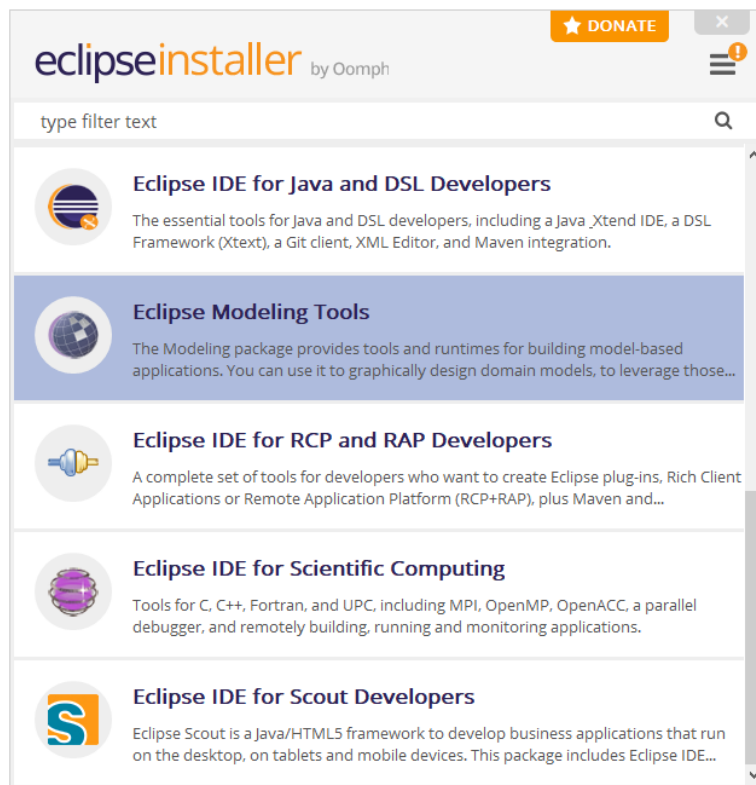 DONATE
eclipseinstaller by Oomph
type filter text
Eclipse IDE for Java and DSL Developers
The essential tools for Java and DSL developers, including a Java _Xtend IDE, a DSL
Framework (Xtext), a Git client, XML Editor, and Maven integration.
Eclipse Modeling Tools
The Modeling package provides tools and runtimes for building model-based
applications. You can use it to graphically design domain models, to leverage those...
Eclipse IDE for RCP and RAP Developers
A complete set of tools for developers who want to create Eclipse plug-ins, Rich Client
Applications or Remote Application Platform (RCP+RAP), plus Maven and...
Eclipse IDE for Scientific Computing
Tools for C, C++, Fortran, and UPC, including MPI, OpenMP, OpenACC, a parallel
debugger, and remotely building, running and monitoring applications.
Eclipse IDE for Scout Developers
Eclipse Scout is a Java/HTML5 framework to develop business applications that run
on the desktop, on tablets and mobile devices. This package includes Eclipse IDE...